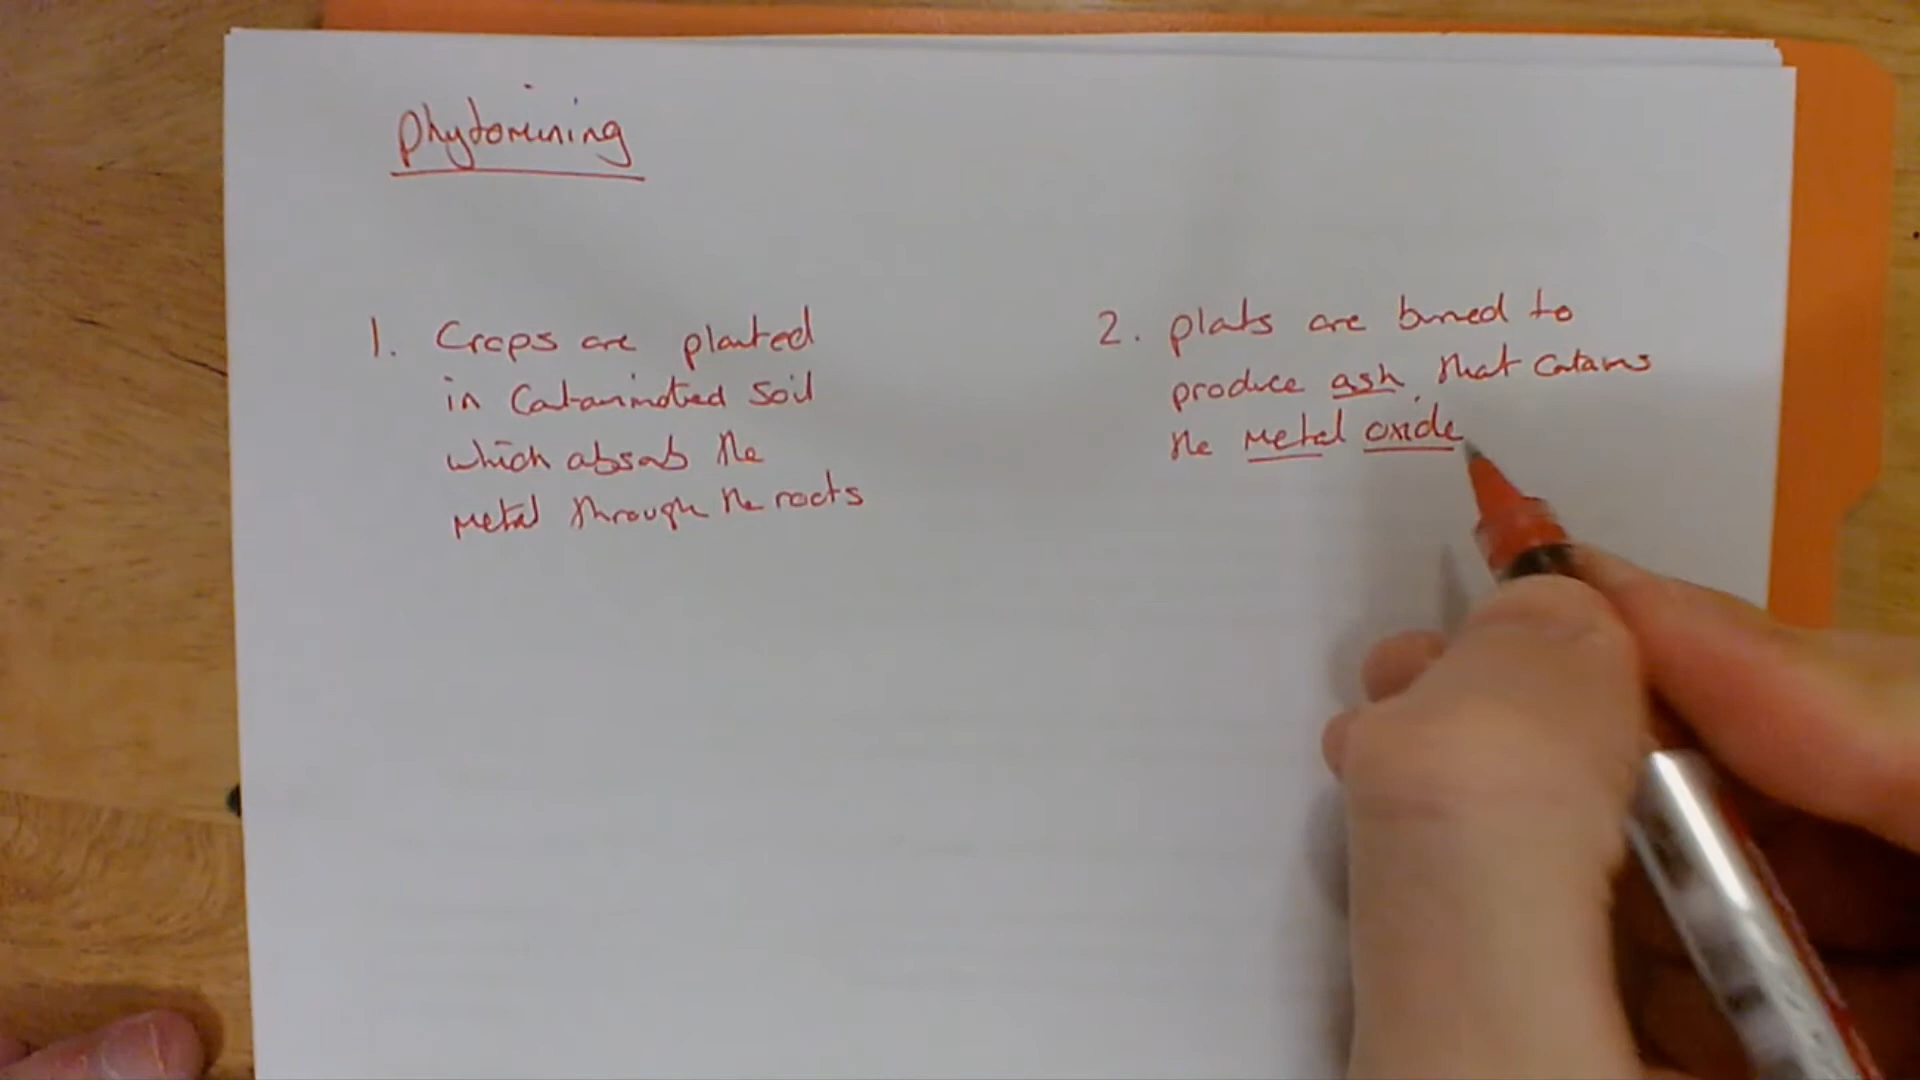 Phytomining
1. Crops are planted
in Contaminated Soil
which absorb the
metal through the roots
2. plants are burned to
produce ash that contains
the metal oxide